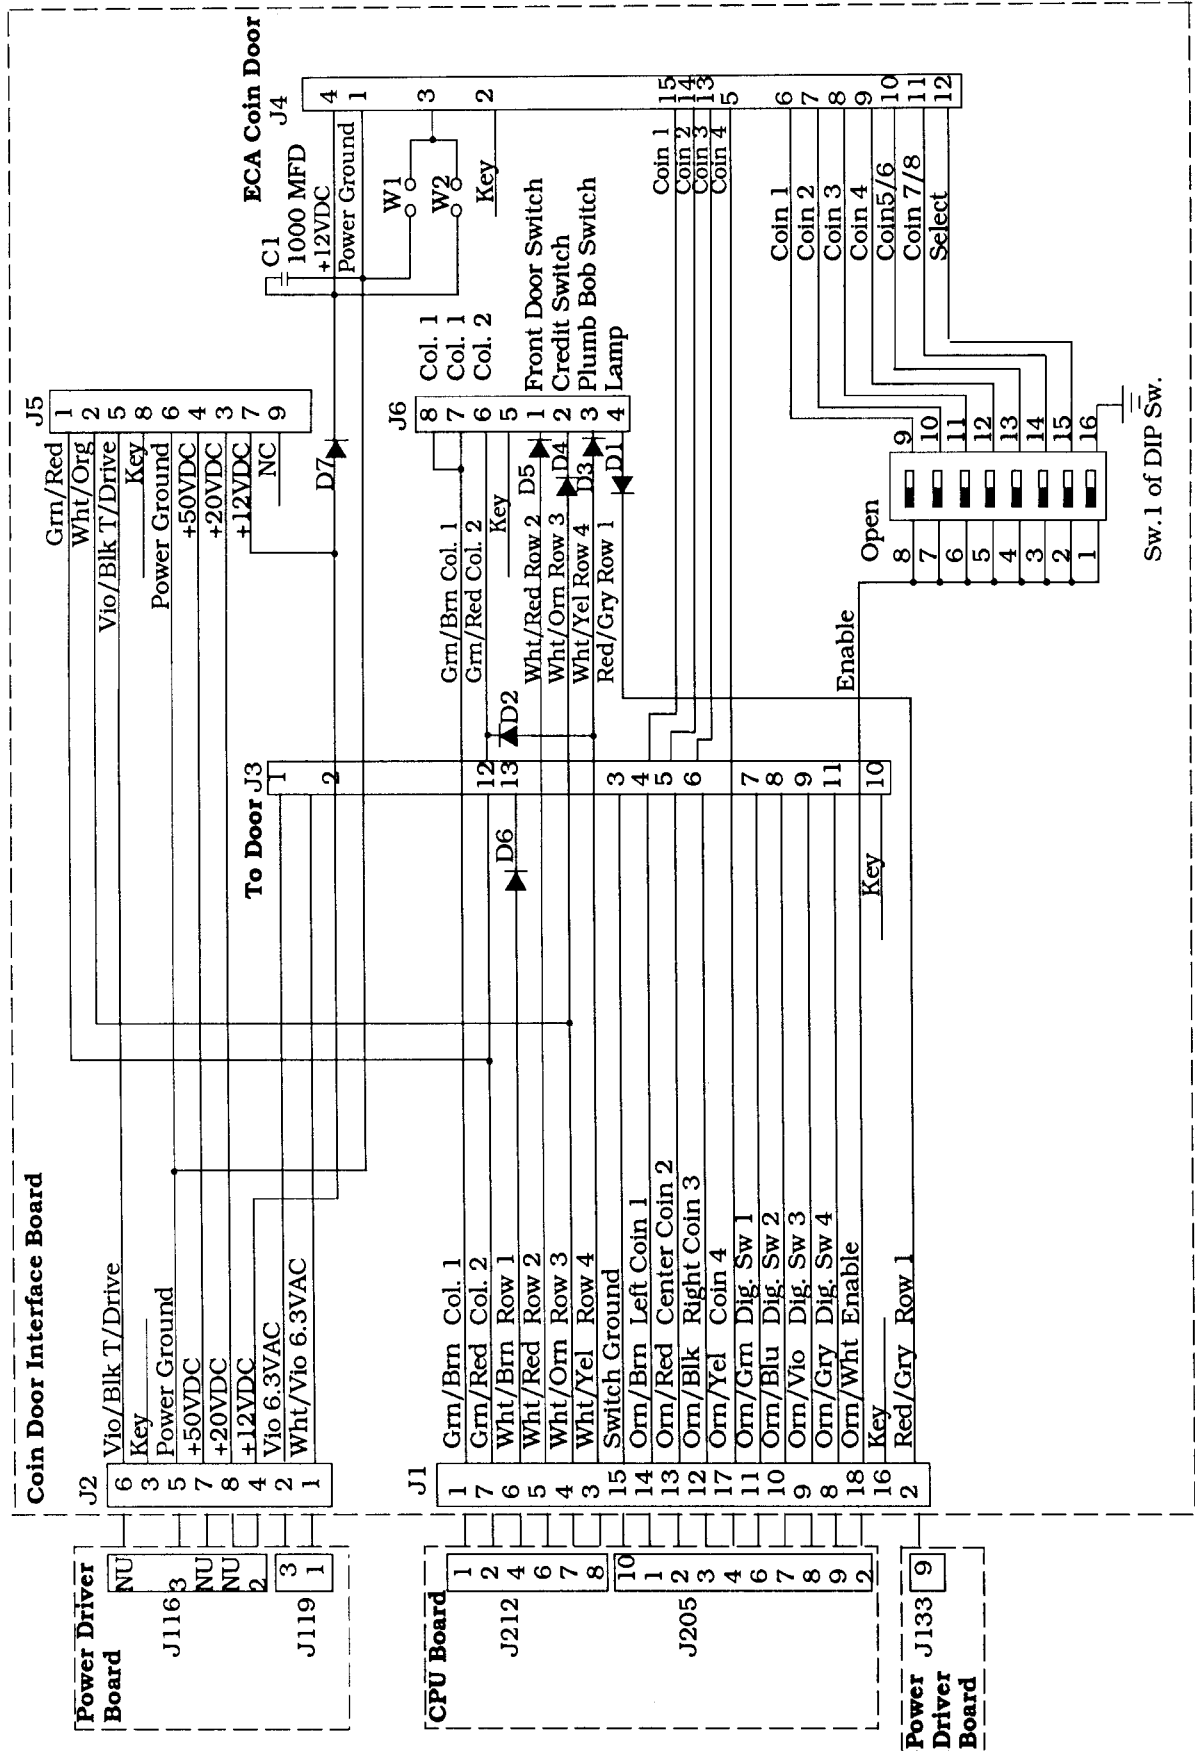 Coin Door Interface Board
Power Driver
Board
J116
NU
3
NU
NU
2
J119
3
1
J2
6 Vio/Blk T/Drive
3 Key
5 Power Ground
7 +50VDC
8 +20VDC
4 +12VDC
2 Vio 6.3VAC
1 Wht/Vio 6.3VAC
CPU Board
J212
1
2
4
6
7
8
J205
10
1
2
3
4
6
7
8
9
2
Power
Driver
Board
J133
9
J1
1 Grn/Brn Col. 1
7 Grn/Red Col. 2
6 Wht/Brn Row 1
5 Wht/Red Row 2
4 Wht/Orn Row 3
3 Wht/Yel Row 4
15 Switch Ground
14 Orn/Brn Left Coin 1
13 Orn/Red Center Coin 2
12 Orn/Blk Right Coin 3
17 Orn/Yel Coin 4
11 Orn/Grn Dig. Sw 1
10 Orn/Blu Dig. Sw 2
9 Orn/Vio Dig. Sw 3
8 Orn/Gry Dig. Sw 4
18 Orn/Wht Enable
16 Key
2 Red/Gry Row 1
To Door J3
1
2
12
13
3
4
5
6
7
8
9
11
10
Key
D6
D2
Grn/Red
Wht/Org
Vio/Blk T/Drive
Key
Power Ground
+50VDC
+20VDC
+12VDC
NC
J5
1
2
5
8
6
4
3
7
9
D7
Grn/Brn Col. 1
Grn/Red Col. 2
Key
Wht/Red Row 2
Wht/Orn Row 3
Wht/Yel Row 4
Red/Gry Row 1
D5
D4
D3
D1
J6
8 Col. 1
7 Col. 1
6 Col. 2
5
1 Front Door Switch
2 Credit Switch
3 Plumb Bob Switch
4 Lamp
C1
1000 MFD
+12VDC
Power Ground
W1
W2
Key
ECA Coin Door
J4
4
1
3
2
15
14
13
5
6
7
8
9
10
11
12
Coin 1
Coin 2
Coin 3
Coin 4
Coin 1
Coin 2
Coin 3
Coin 4
Coin5/6
Coin 7/8
Select
Enable
Open
8 9
7 10
6 11
5 12
4 13
3 14
2 15
1 16
Sw.1 of DIP Sw.